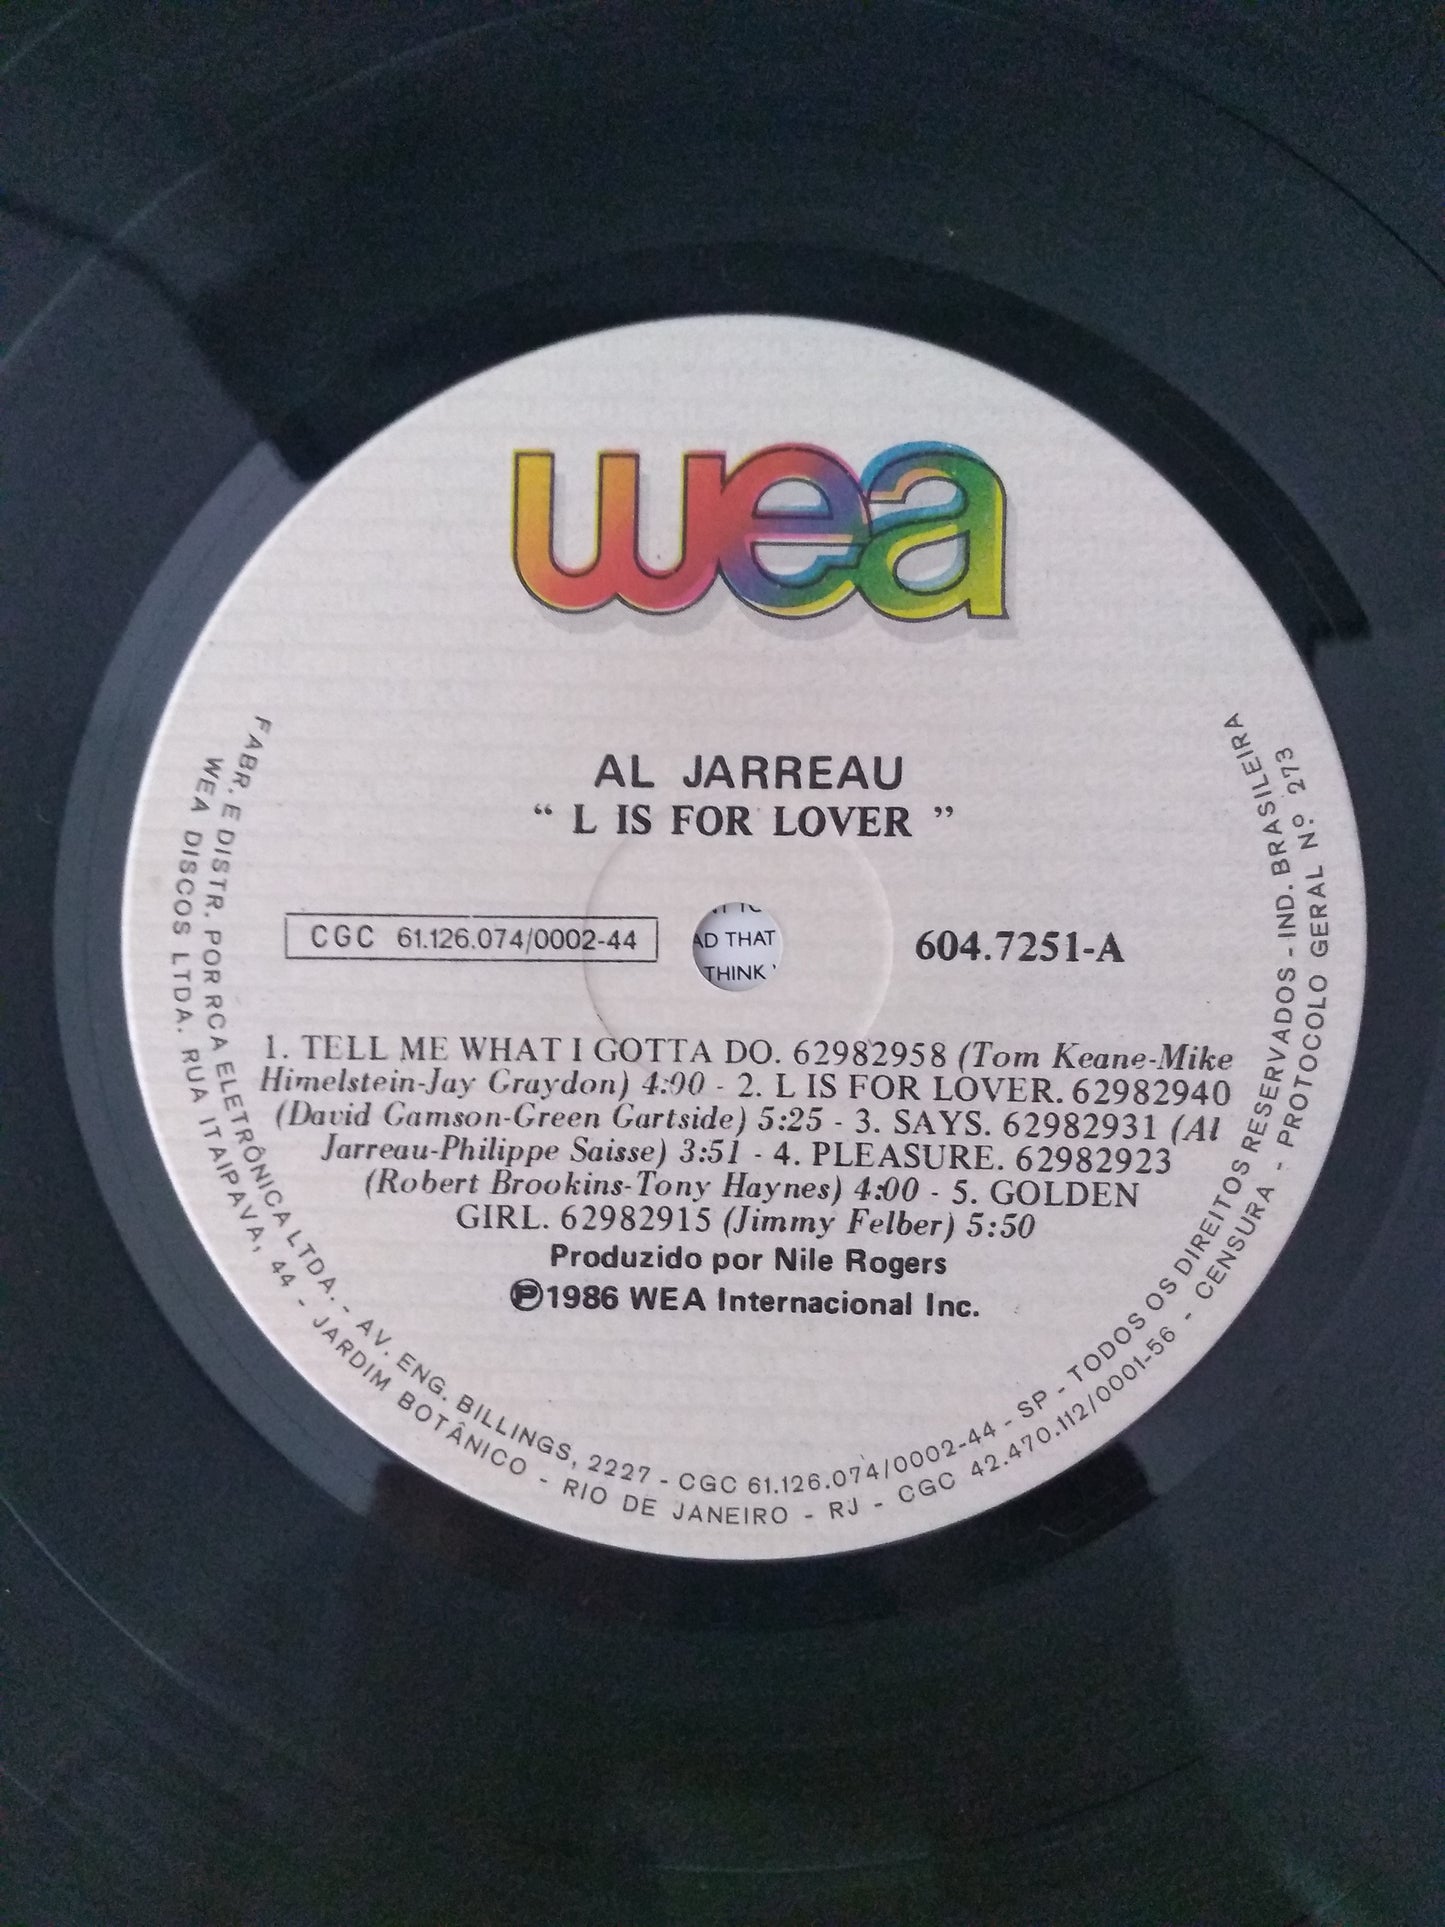 wea
AL JARREAU
“ L IS FOR LOVER ”
CGC 61.126.074/0002-44
604.7251-A
AD THAT
THINK
1. TELL ME WHAT I GOTTA DO. 62982958 (Tom Keane-Mike
Himelstein-Jay Graydon) 4:00 - 2. L IS FOR LOVER. 62982940
(David Gamson-Green Gartside) 5:25 - 3. SAYS. 62982931 (Al
Jarreau-Philippe Saisse) 3:51 - 4. PLEASURE. 62982923
(Robert Brookins-Tony Haynes) 4:00 - 5. GOLDEN
GIRL. 62982915 (Jimmy Felber) 5:50
Produzido por Nile Rogers
℗1986 WEA Internacional Inc.
FABR. E DISTR. POR RCA ELETRÔNICA LTDA. - AV. ENG. BILLINGS, 2227 - CGC 61.126.074/0002-44 - SP - TODOS OS DIREITOS RESERVADOS - IND. BRASILEIRA
WEA DISCOS LTDA. RUA ITAIPAVA, 44 - JARDIM BOTÂNICO - RIO DE JANEIRO - RJ - CGC 42.470.112/0001-56 - CENSURA - PROTOCOLO GERAL Nº 273